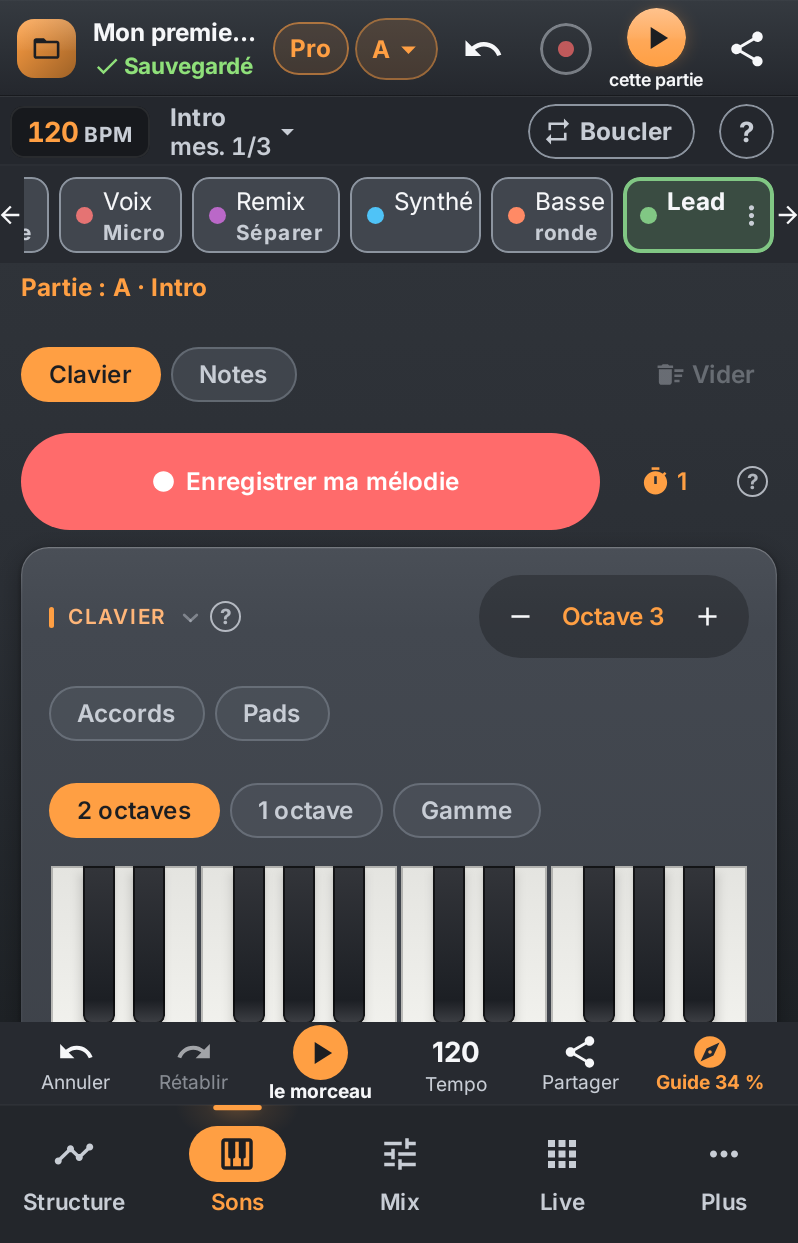 Mon premie...
Sauvegardé
Pro
A
cette partie
120 BPM
Intro
mes. 1/3
Boucler
?
e
Voix
Micro
Remix
Séparer
Synthé
Basse
ronde
Lead
Partie : A · Intro
Clavier
Notes
Vider
Enregistrer ma mélodie
1
?
CLAVIER
?
− Octave 3 +
Accords
Pads
2 octaves
1 octave
Gamme
Annuler
Rétablir
le morceau
120
Tempo
Partager
Guide 34 %
Structure
Sons
Mix
Live
Plus